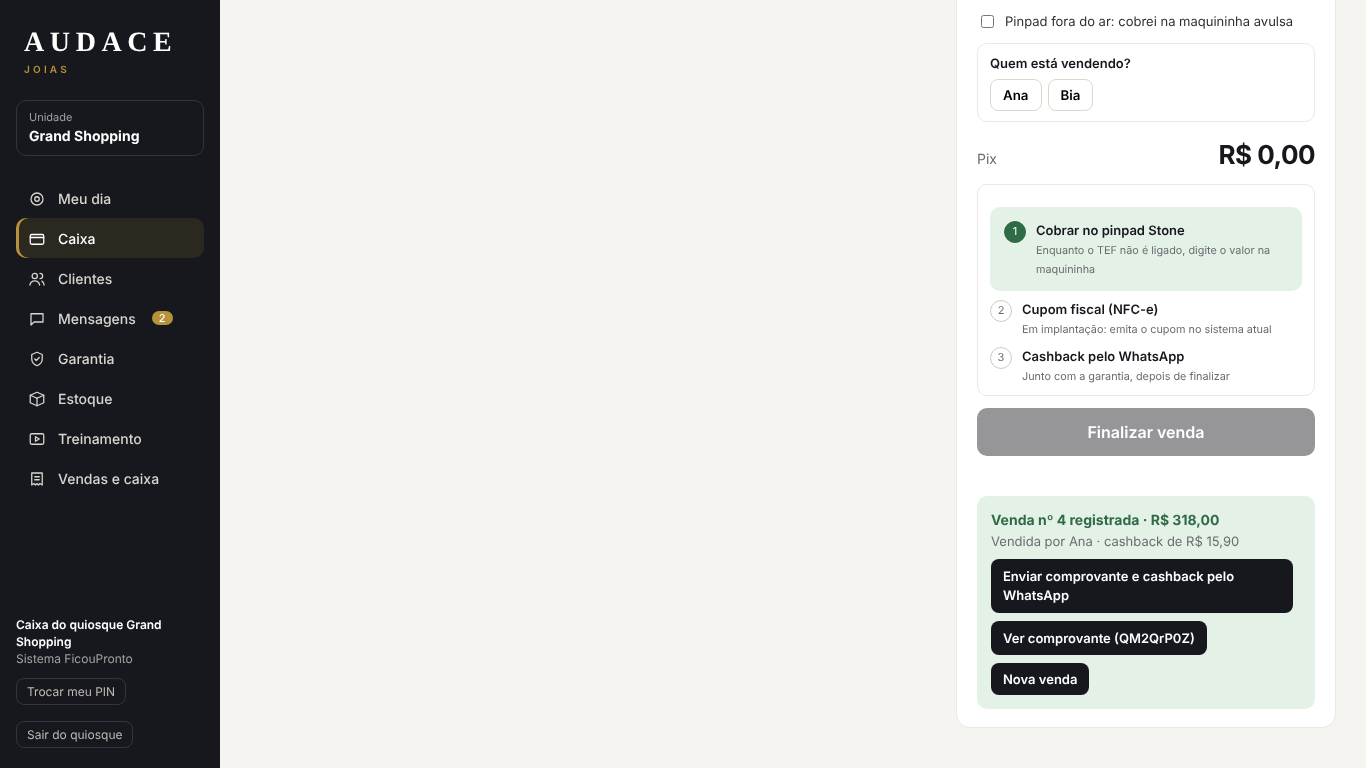 AUDACE
JOIAS
Unidade
Grand Shopping
Meu dia
Caixa
Clientes
Mensagens 2
Garantia
Estoque
Treinamento
Vendas e caixa
Caixa do quiosque Grand
Shopping
Sistema FicouPronto
Trocar meu PIN
Sair do quiosque
Pinpad fora do ar: cobrei na maquininha avulsa
Quem está vendendo?
Ana Bia
Pix R$ 0,00
1 Cobrar no pinpad Stone
Enquanto o TEF não é ligado, digite o valor na
maquininha
2 Cupom fiscal (NFC-e)
Em implantação: emita o cupom no sistema atual
3 Cashback pelo WhatsApp
Junto com a garantia, depois de finalizar
Finalizar venda
Venda nº 4 registrada · R$ 318,00
Vendida por Ana · cashback de R$ 15,90
Enviar comprovante e cashback pelo
WhatsApp
Ver comprovante (QM2QrP0Z)
Nova venda